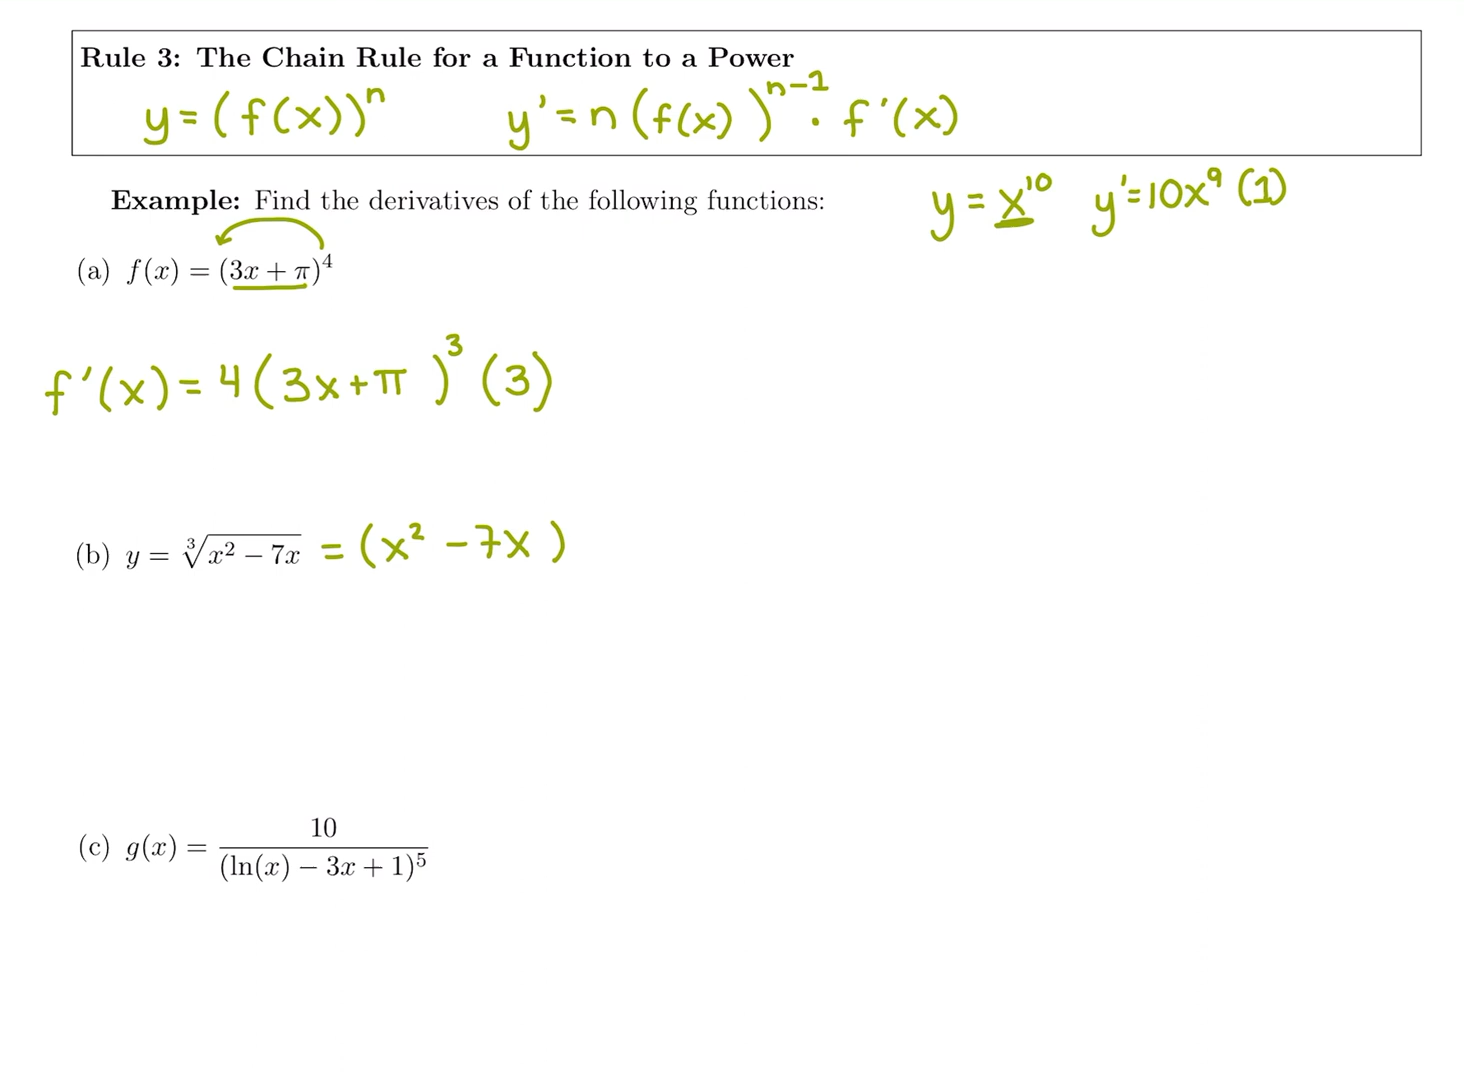 Rule 3: The Chain Rule for a Function to a Power
y = (f(x))^n y' = n(f(x))^{n-1} · f'(x)
Example: Find the derivatives of the following functions: y = x^{10} y' = 10x^9 (1)
(a) f(x) = (3x + π)^4
f'(x) = 4(3x + π)^3 (3)
(b) y = ∛(x² − 7x) = (x² − 7x )
(c) g(x) = 10 / (ln(x) − 3x + 1)^5